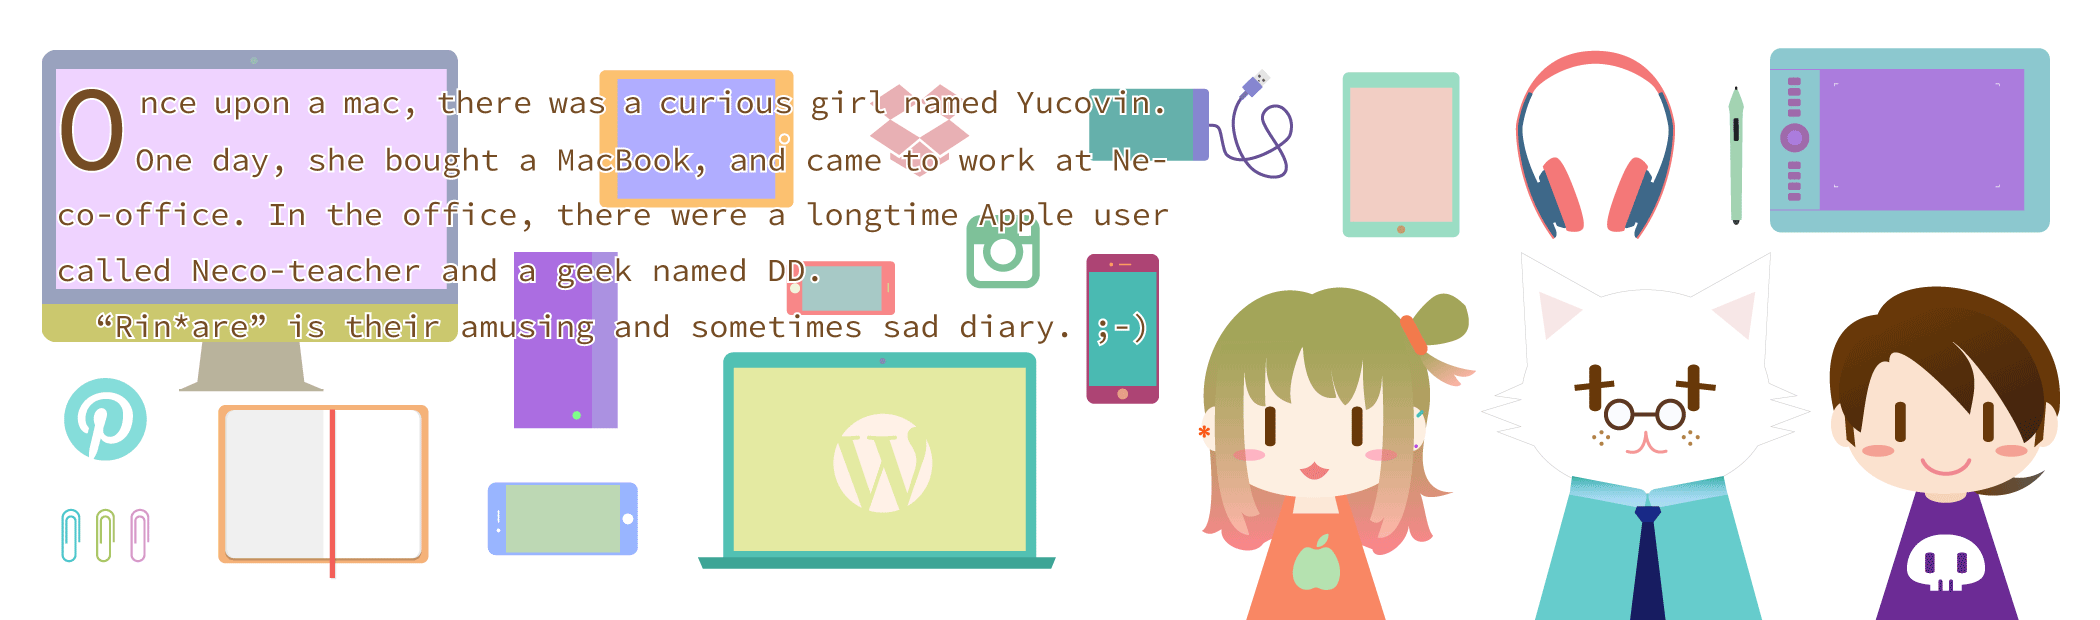 Once upon a mac, there was a curious girl named Yucovin.
One day, she bought a MacBook, and came to work at Ne-
co-office. In the office, there were a longtime Apple user
called Neco-teacher and a geek named DD.
“Rin*are” is their amusing and sometimes sad diary. ;-)